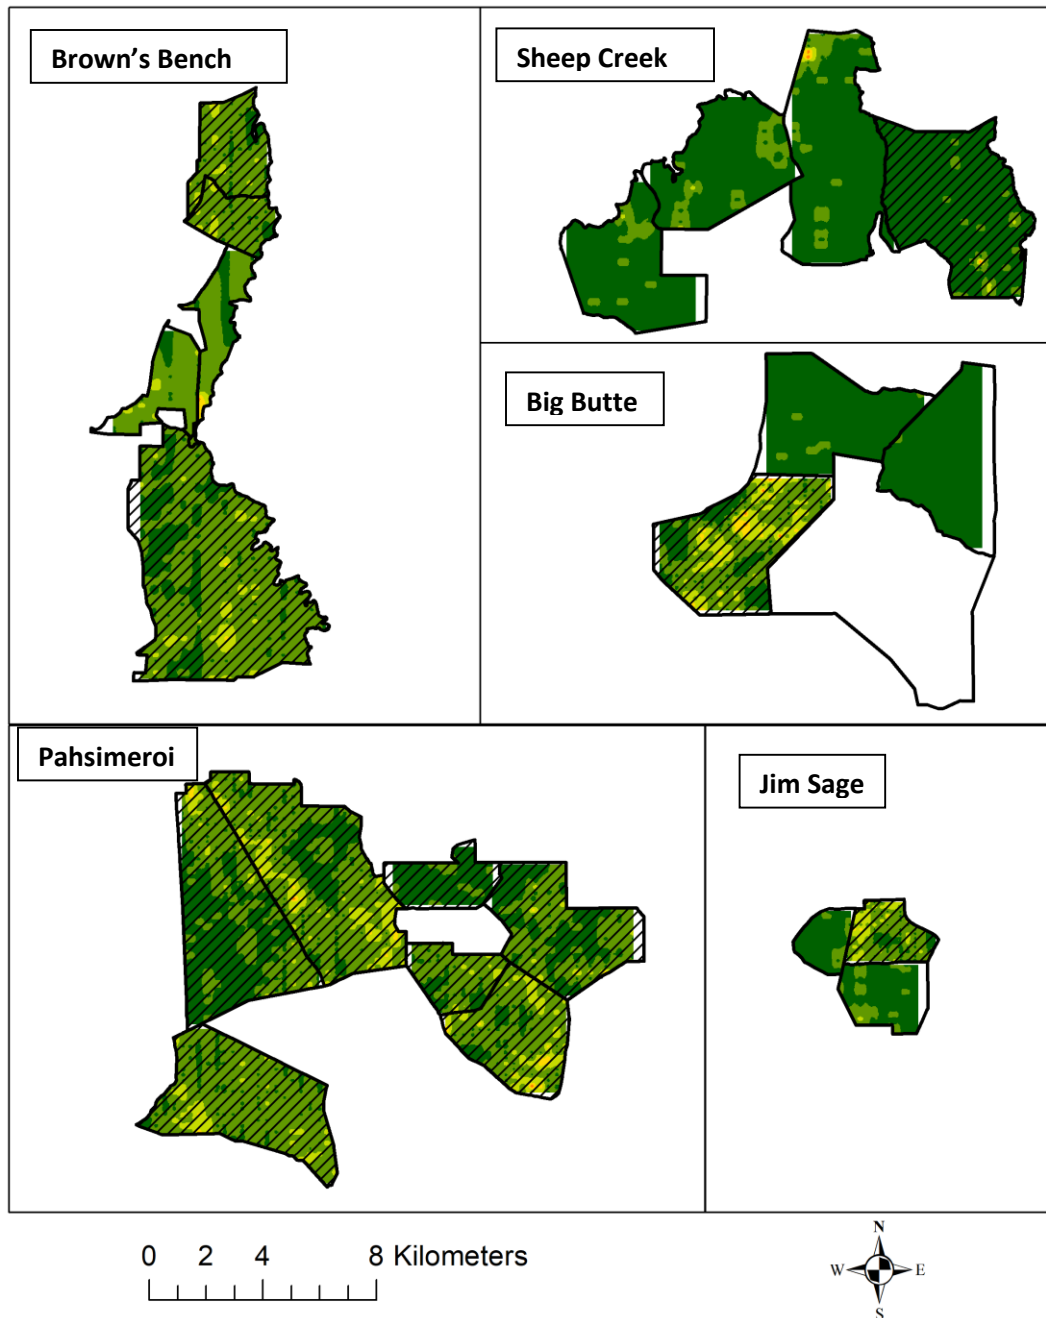 Brown's Bench
Sheep Creek
Big Butte
Pahsimeroi
Jim Sage
0 2 4 8 Kilometers
N
W E
S